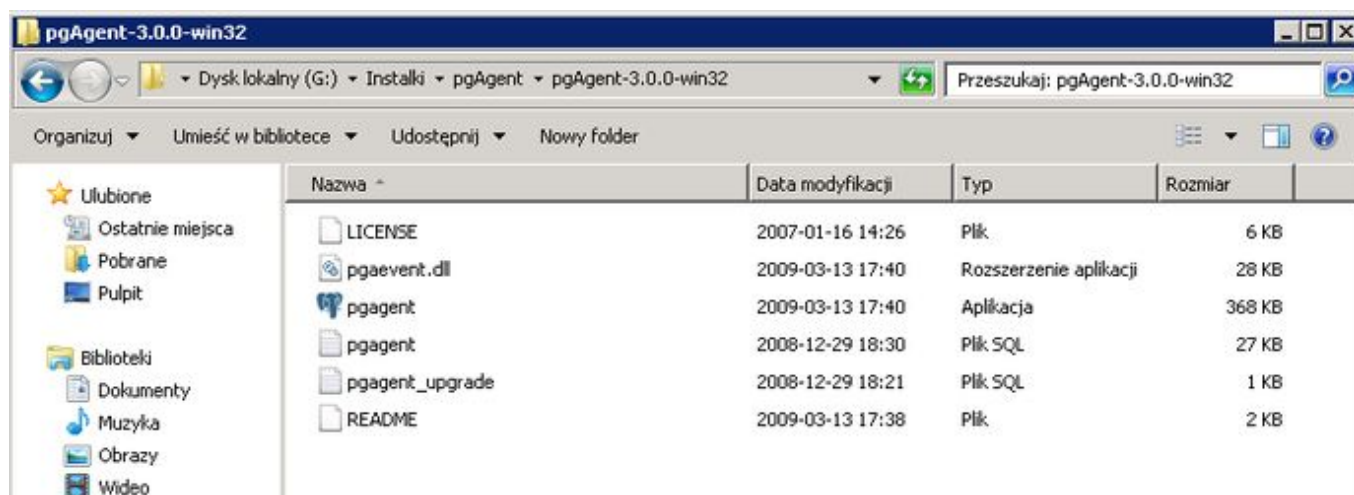 pgAgent-3.0.0-win32
Dysk lokalny (G:) Instalki pgAgent pgAgent-3.0.0-win32 Przeszukaj: pgAgent-3.0.0-win32
Organizuj Umieść w bibliotece Udostępnij Nowy folder
Ulubione
Ostatnie miejsca
Pobrane
Pulpit
Biblioteki
Dokumenty
Muzyka
Obrazy
Wideo
Nazwa Data modyfikacji Typ Rozmiar
LICENSE 2007-01-16 14:26 Plik 6 KB
pgaevent.dll 2009-03-13 17:40 Rozszerzenie aplikacji 28 KB
pgagent 2009-03-13 17:40 Aplikacja 368 KB
pgagent 2008-12-29 18:30 Plik SQL 27 KB
pgagent_upgrade 2008-12-29 18:21 Plik SQL 1 KB
README 2009-03-13 17:38 Plik 2 KB